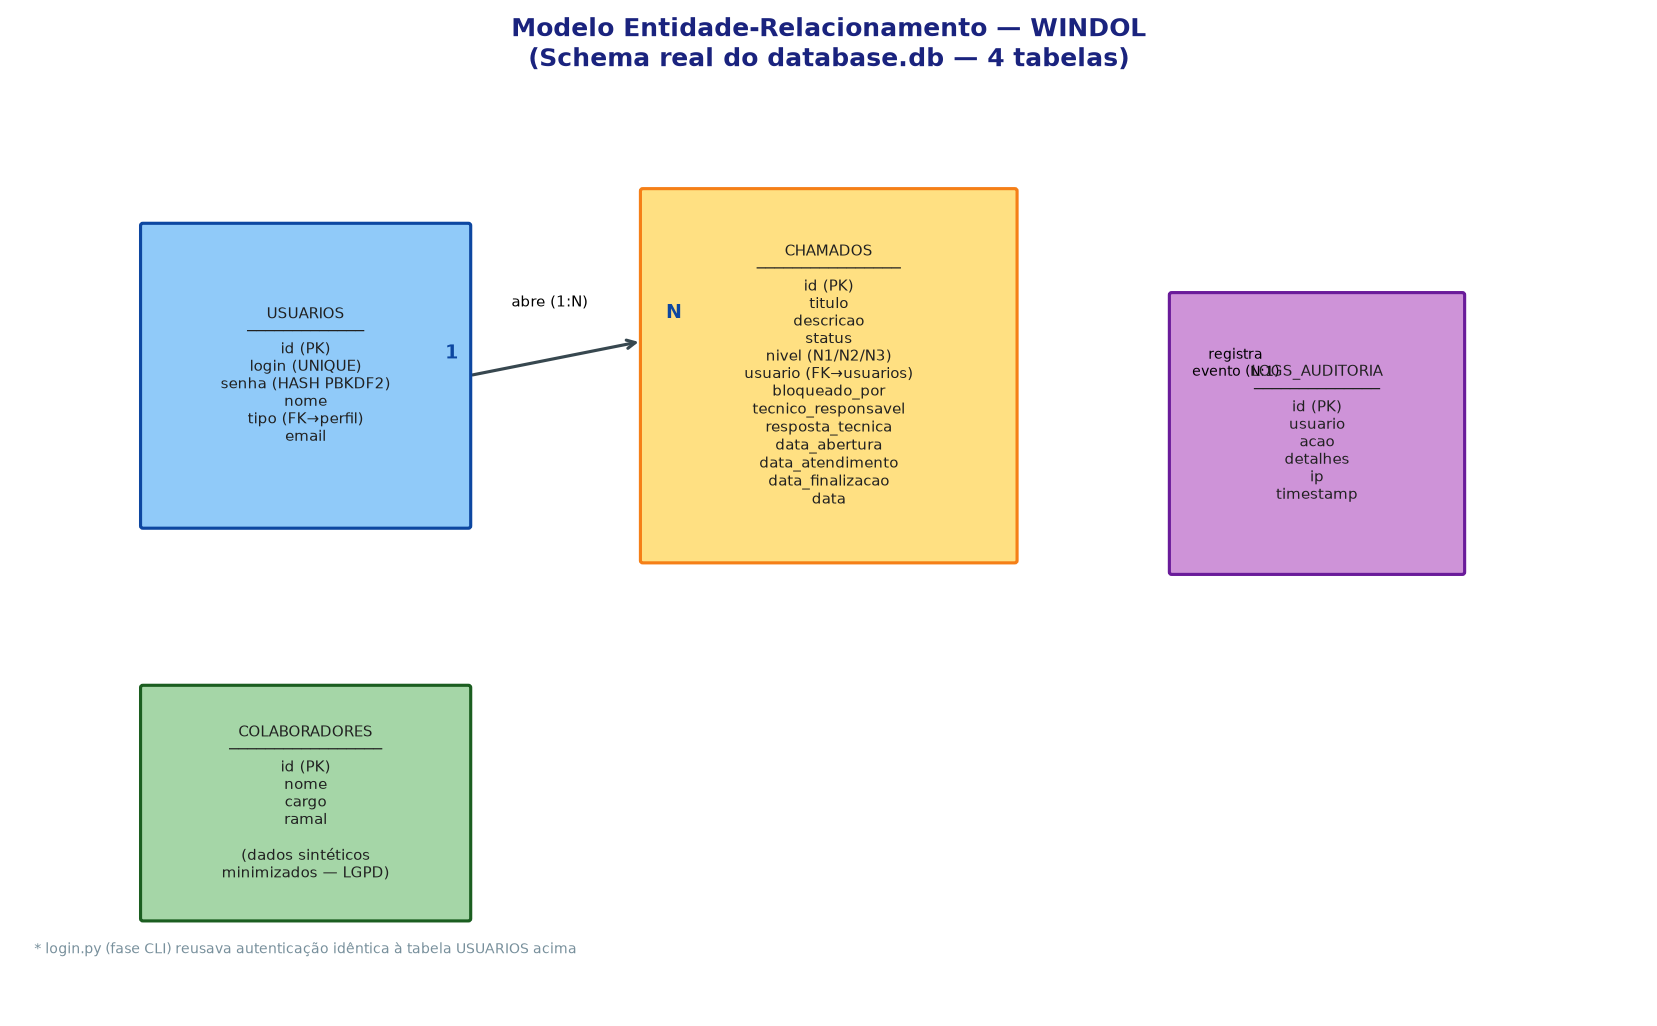 Modelo Entidade-Relacionamento — WINDOL
(Schema real do database.db — 4 tabelas)
USUARIOS
id (PK)
login (UNIQUE)
senha (HASH PBKDF2)
nome
tipo (FK→perfil)
email
1
abre (1:N)
N
CHAMADOS
id (PK)
titulo
descricao
status
nivel (N1/N2/N3)
usuario (FK→usuarios)
bloqueado_por
tecnico_responsavel
resposta_tecnica
data_abertura
data_atendimento
data_finalizacao
data
registra
evento (N:1)
LOGS_AUDITORIA
id (PK)
usuario
acao
detalhes
ip
timestamp
COLABORADORES
id (PK)
nome
cargo
ramal
(dados sintéticos
minimizados — LGPD)
* login.py (fase CLI) reusava autenticação idêntica à tabela USUARIOS acima